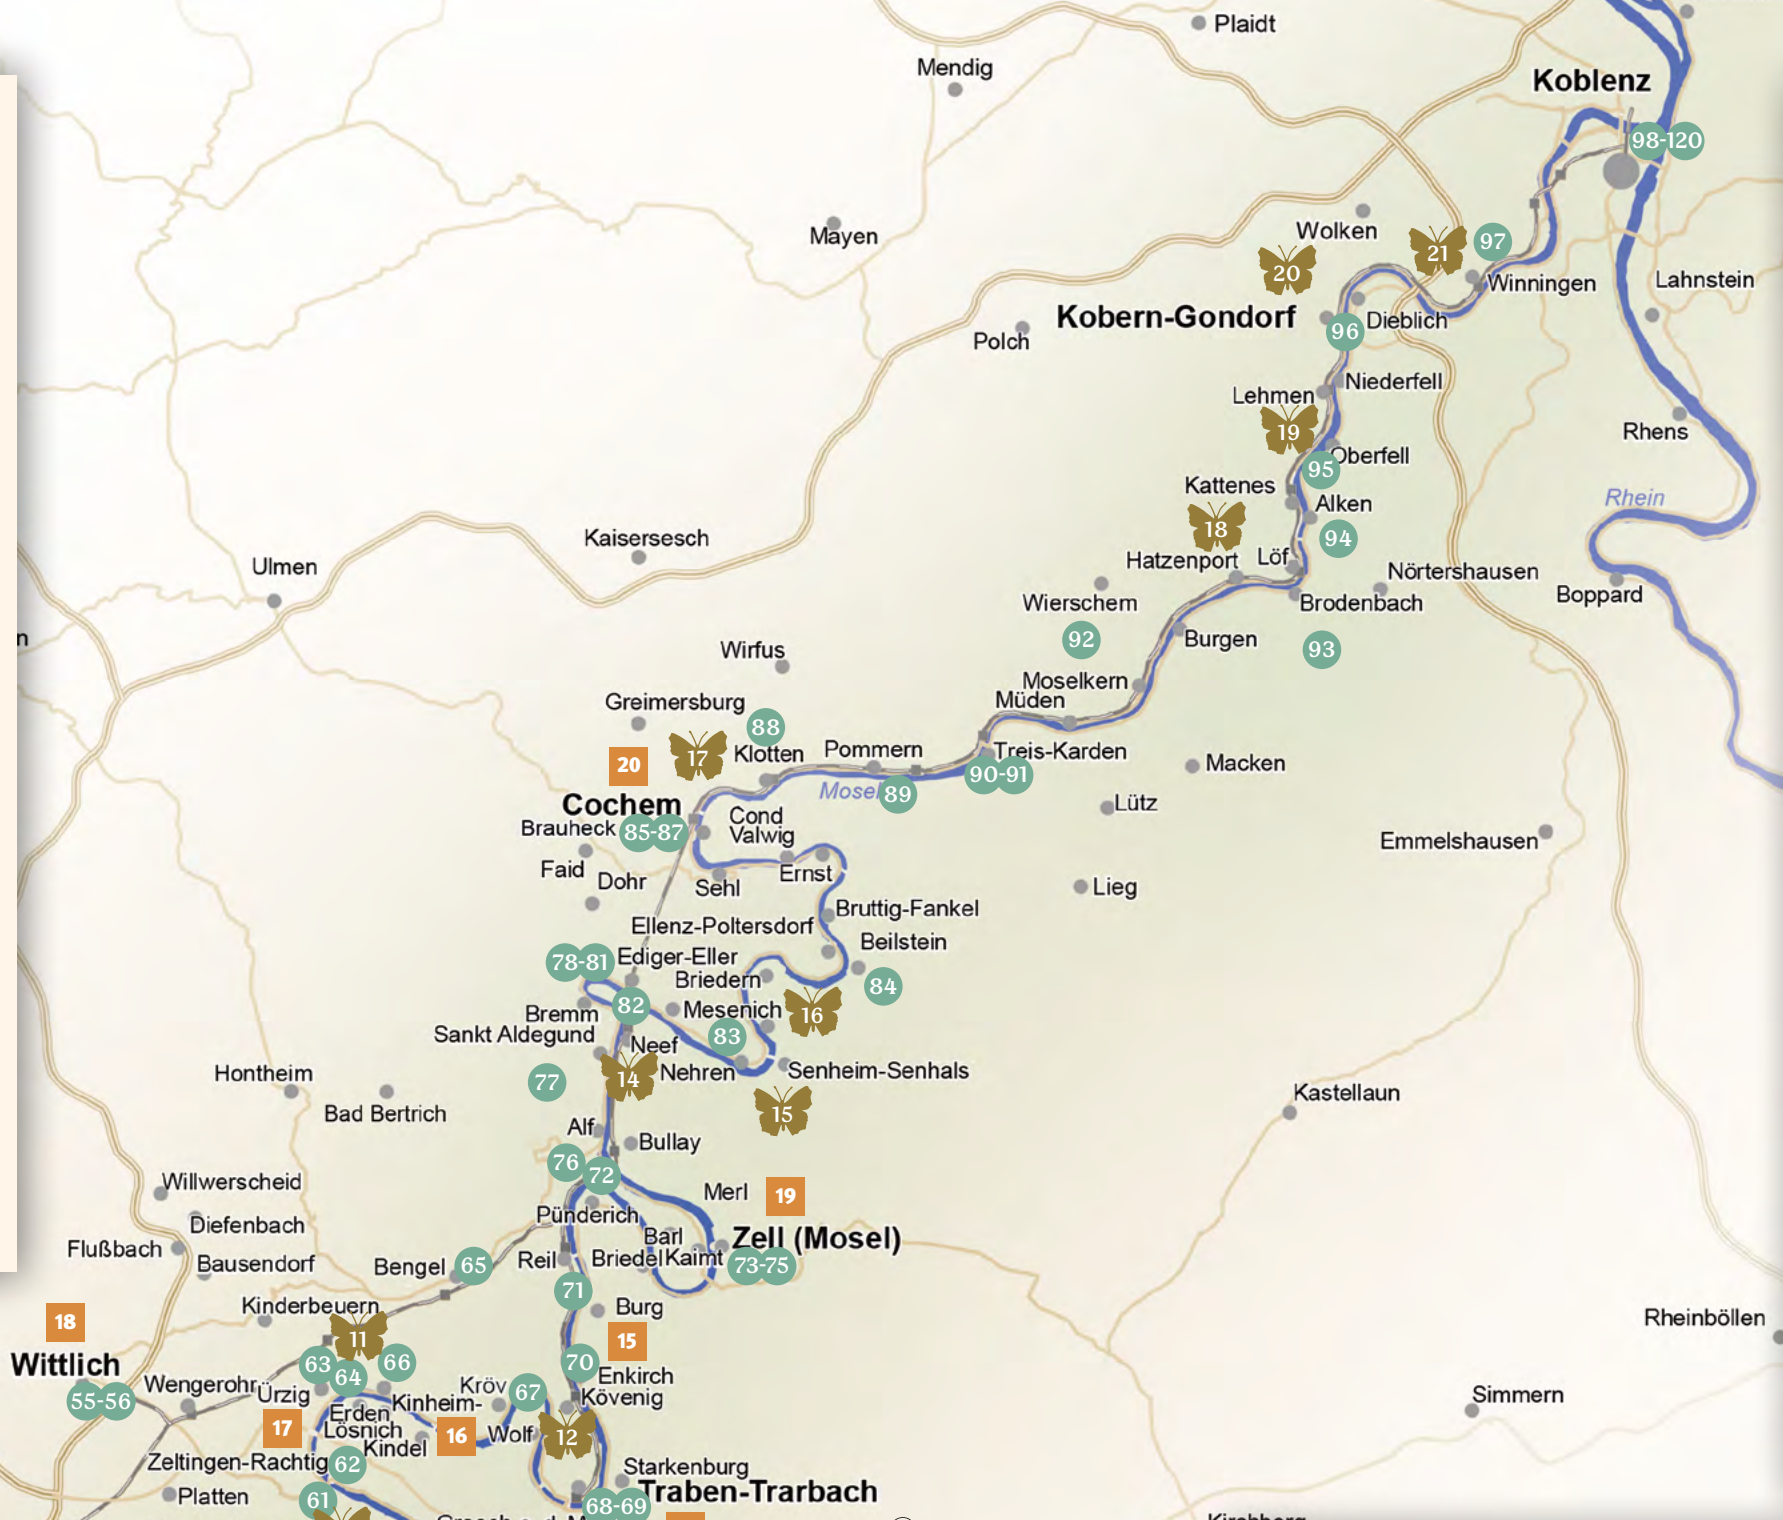 Plaidt
Mendig
Koblenz
98-120
Mayen
Wolken
20
21
97
Winningen
Lahnstein
Kobern-Gondorf
96
Dieblich
Polch
Lehmen
Niederfell
19
Rhens
Oberfell
95
Kattenes
Alken
Rhein
18
94
Kaisersesch
Hatzenport
Löf
Ulmen
Nörtershausen
Boppard
Wierschem
Brodenbach
n
92
Burgen
93
Wirfus
Moselkern
Müden
Greimersburg
88
17
Klotten
Pommern
Treis-Karden
20
90-91
Macken
Mosel
89
Cochem
Lütz
Brauheck
85-87
Cond
Valwig
Emmelshausen
Faid
Dohr
Sehl
Ernst
Lieg
Bruttig-Fankel
Ellenz-Poltersdorf
Beilstein
78-81
Ediger-Eller
Briedern
84
82
Bremm
Mesenich
16
Sankt Aldegund
83
Neef
Hontheim
77
14
Nehren
Senheim-Senhals
Bad Bertrich
15
Kastellaun
Alf
Bullay
76
72
Willwerscheid
Merl
19
Diefenbach
Pünderich
Flußbach
Barl
Zell (Mosel)
Bausendorf
Bengel
65
Reil
Briedel
Kaimt
73-75
71
Kinderbeuern
Burg
18
11
15
Rheinböllen
Wittlich
63
64
66
70
Enkirch
55-56
Wengerohr
Ürzig
Kinheim-
Kröv
67
Kövenig
Simmern
Erden
17
Lösnich
Kindel
16
Wolf
12
Zeltingen-Rachtig
62
Starkenburg
Platten
61
68-69
Traben-Trarbach